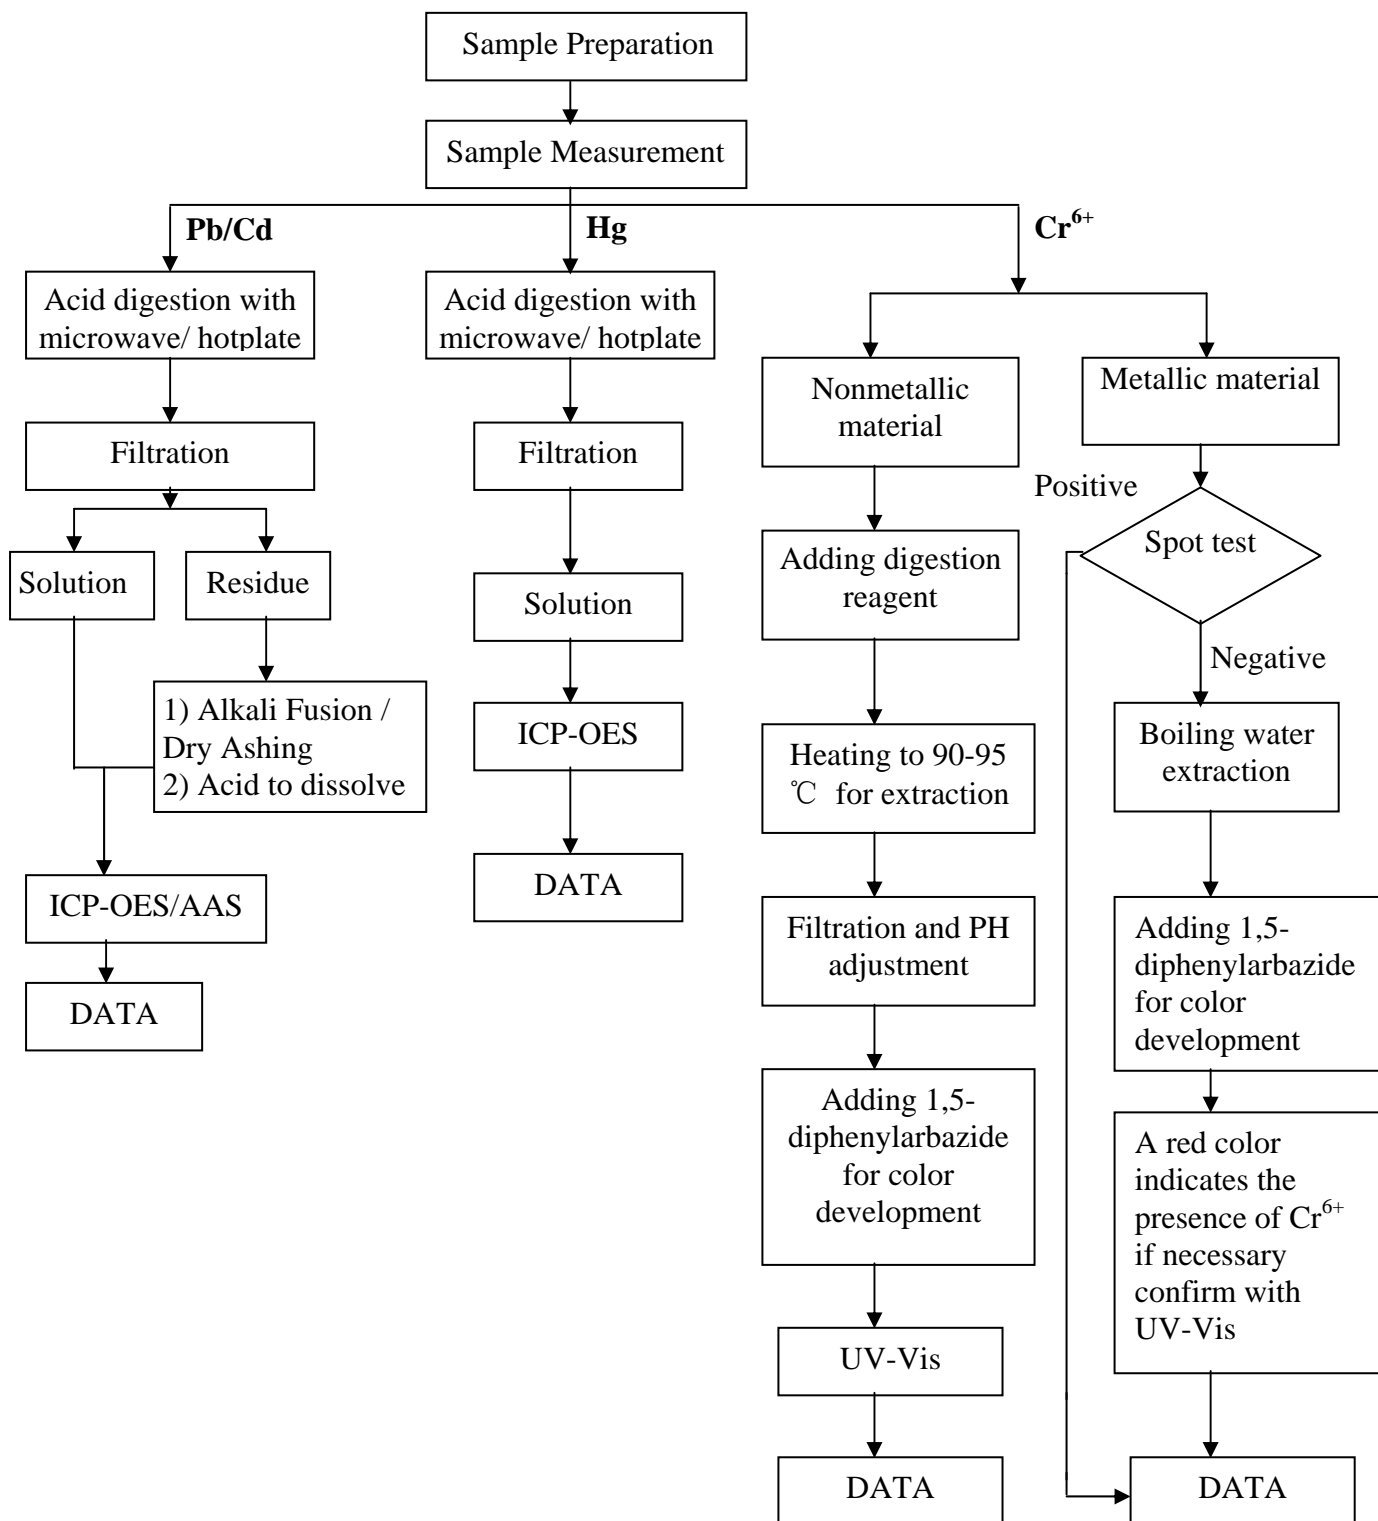 Sample Preparation
Sample Measurement
Pb/Cd
Hg
Cr⁶⁺
Acid digestion with
microwave/ hotplate
Filtration
Solution
Residue
1) Alkali Fusion /
Dry Ashing
2) Acid to dissolve
ICP-OES/AAS
DATA
Acid digestion with
microwave/ hotplate
Filtration
Solution
ICP-OES
DATA
Nonmetallic
material
Adding digestion
reagent
Heating to 90-95
℃ for extraction
Filtration and PH
adjustment
Adding 1,5-
diphenylarbazide
for color
development
UV-Vis
DATA
Metallic material
Positive
Spot test
Negative
Boiling water
extraction
Adding 1,5-
diphenylarbazide
for color
development
A red color
indicates the
presence of Cr⁶⁺
if necessary
confirm with
UV-Vis
DATA